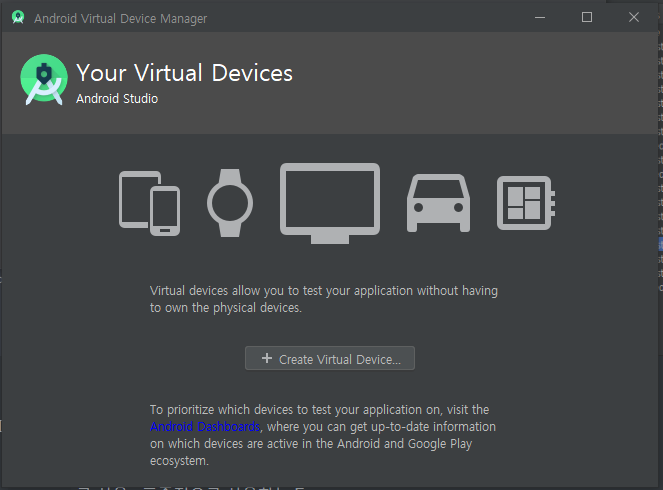 Android Virtual Device Manager
Your Virtual Devices
Android Studio
Virtual devices allow you to test your application without having
to own the physical devices.
+ Create Virtual Device...
To prioritize which devices to test your application on, visit the
Android Dashboards, where you can get up-to-date information
on which devices are active in the Android and Google Play
ecosystem.